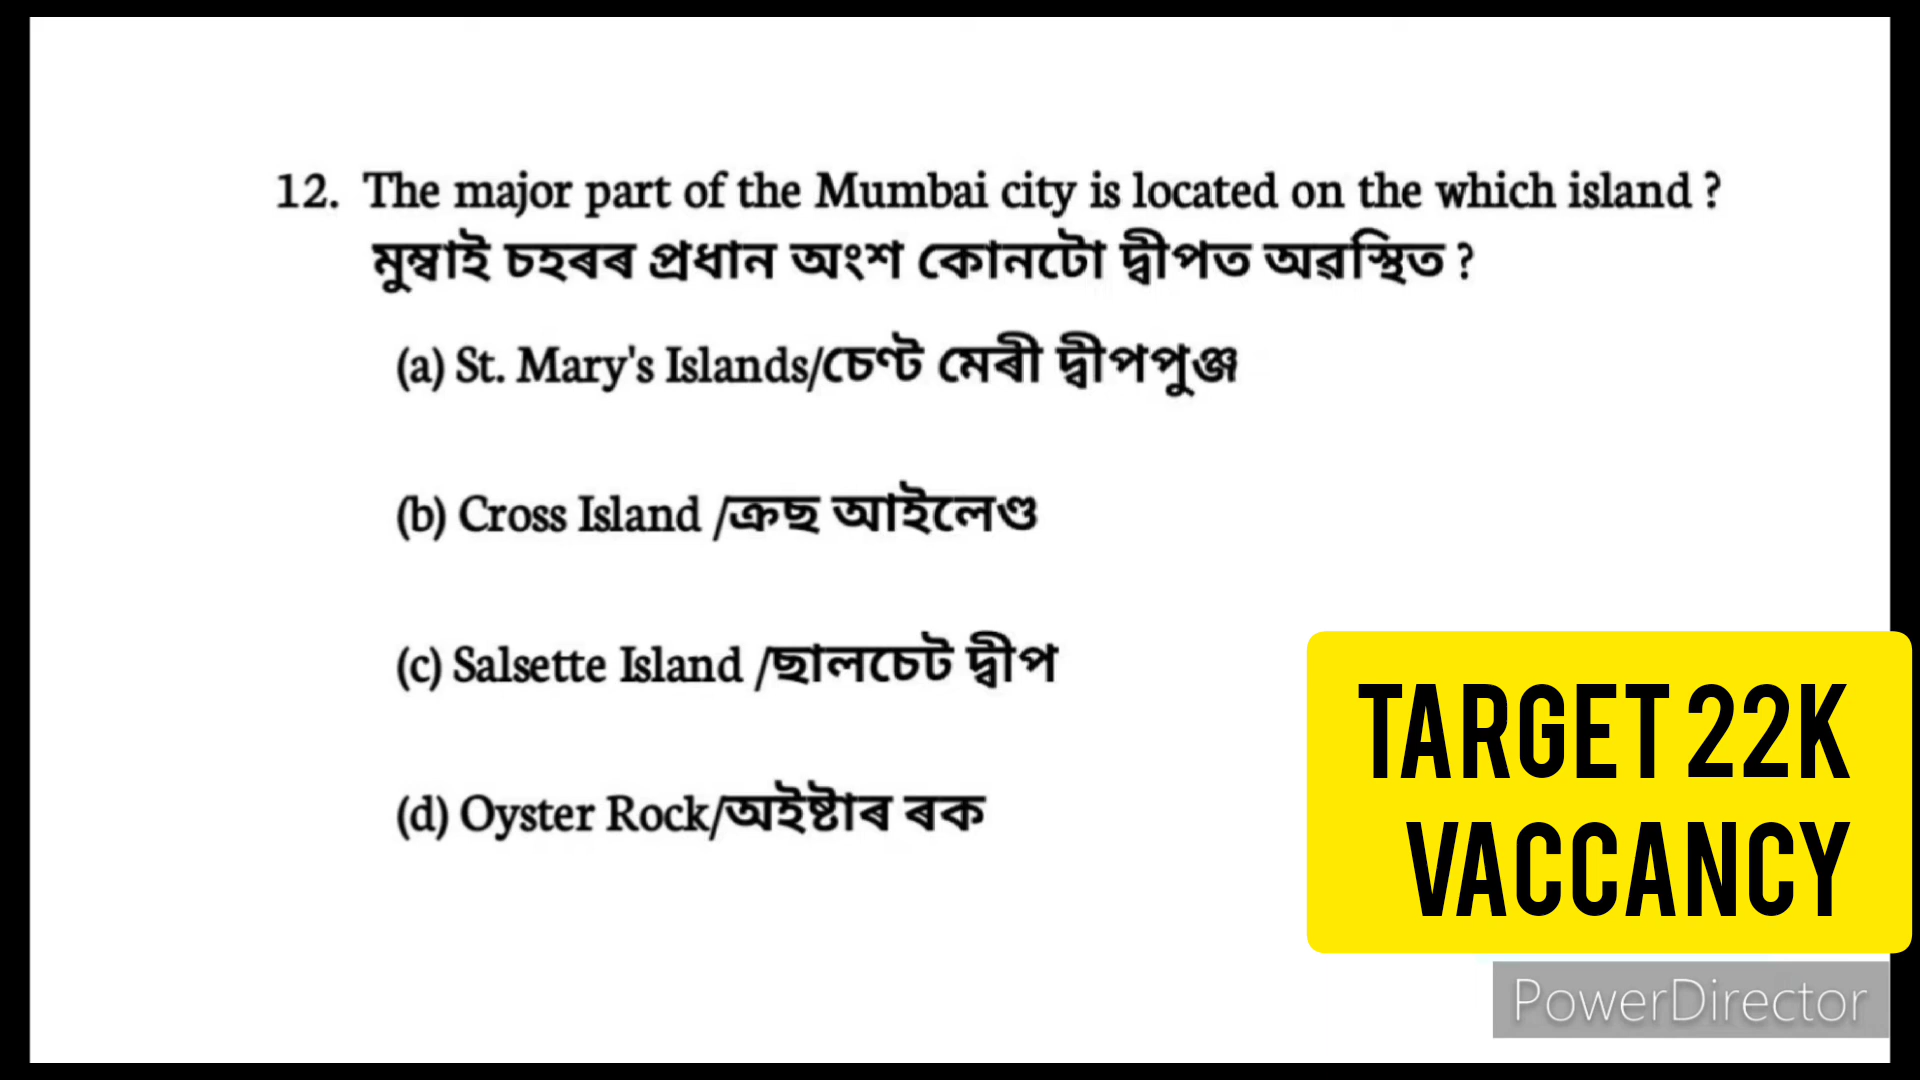 12. The major part of the Mumbai city is located on the which island ?
মুম্বাই চহৰৰ প্ৰধান অংশ কোনটো দ্বীপত অৱস্থিত ?
(a) St. Mary's Islands/চেণ্ট মেৰী দ্বীপপুঞ্জ
(b) Cross Island /ক্ৰছ আইলেণ্ড
(c) Salsette Island /ছালচেট দ্বীপ
(d) Oyster Rock/অইষ্টাৰ ৰক
TARGET 22K
VACCANCY
PowerDirector